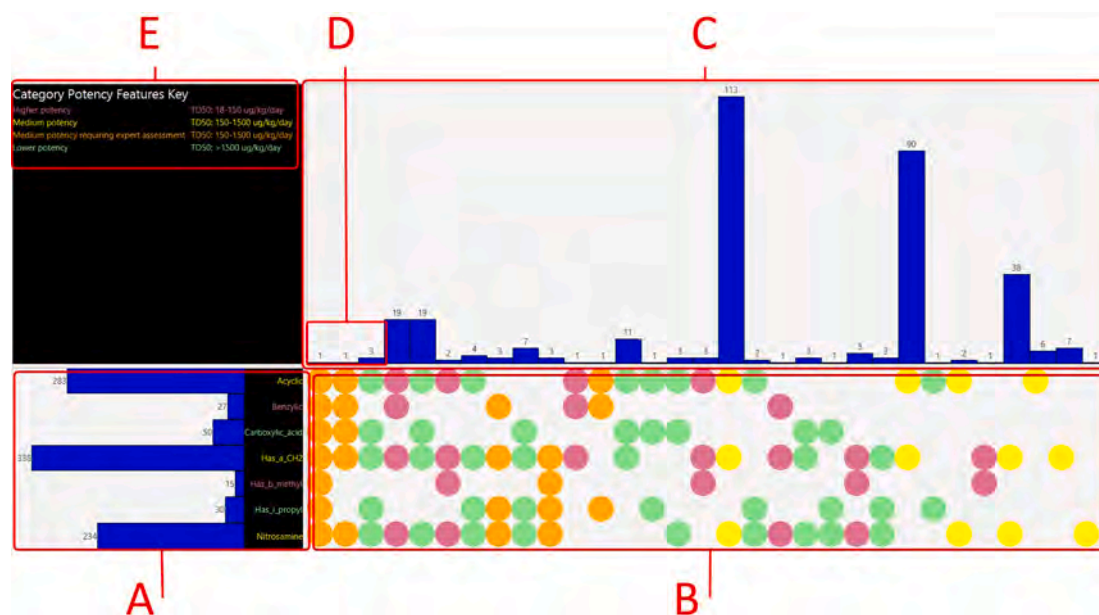 E
D
C
Category Potency Features Key
Higher potency TD50: 18-150 ug/kg/day
Medium potency TD50: 150-1500 ug/kg/day
Medium potency requiring expert assessment TD50: 150-1500 ug/kg/day
Lower potency TD50: >1500 ug/kg/day
1 1 3 19 19 2 4 3 7 3 1 1 11 1 3 3 113 2 1 3 1 5 3 90 1 2 1 38 6 7 1
283 Acyclic
27 Benzylic
50 Carboxylic_acid
338 Has_a_CH2
15 Has_b_methyl
30 Has_i_propyl
234 Nitrosamine
A
B